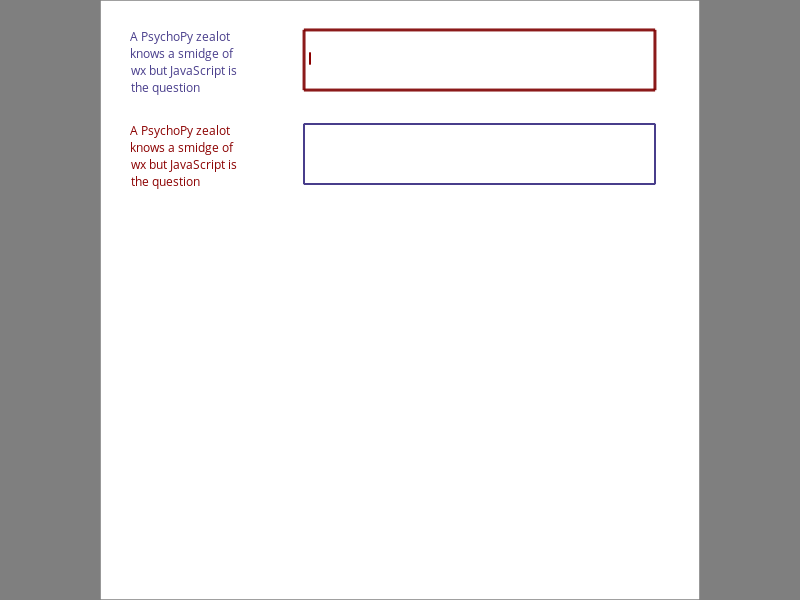 A PsychoPy zealot
knows a smidge of
wx but JavaScript is
the question
A PsychoPy zealot
knows a smidge of
wx but JavaScript is
the question